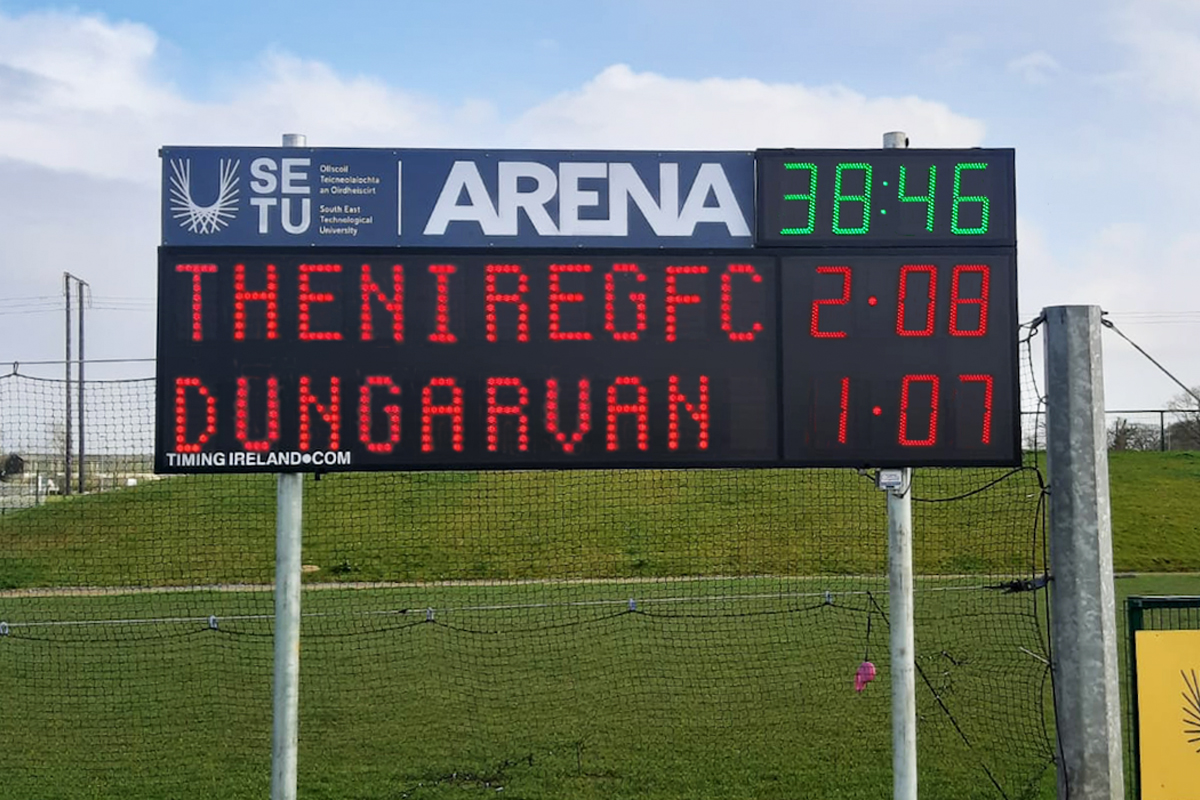 SE
TU
Ollscoil
Teicneolaíochta
an Oirdheiscirt
South East
Technological
University
ARENA
38:46
THENIREGFC 2·08
DUNGARVAN 1·07
TIMING IRELAND•COM